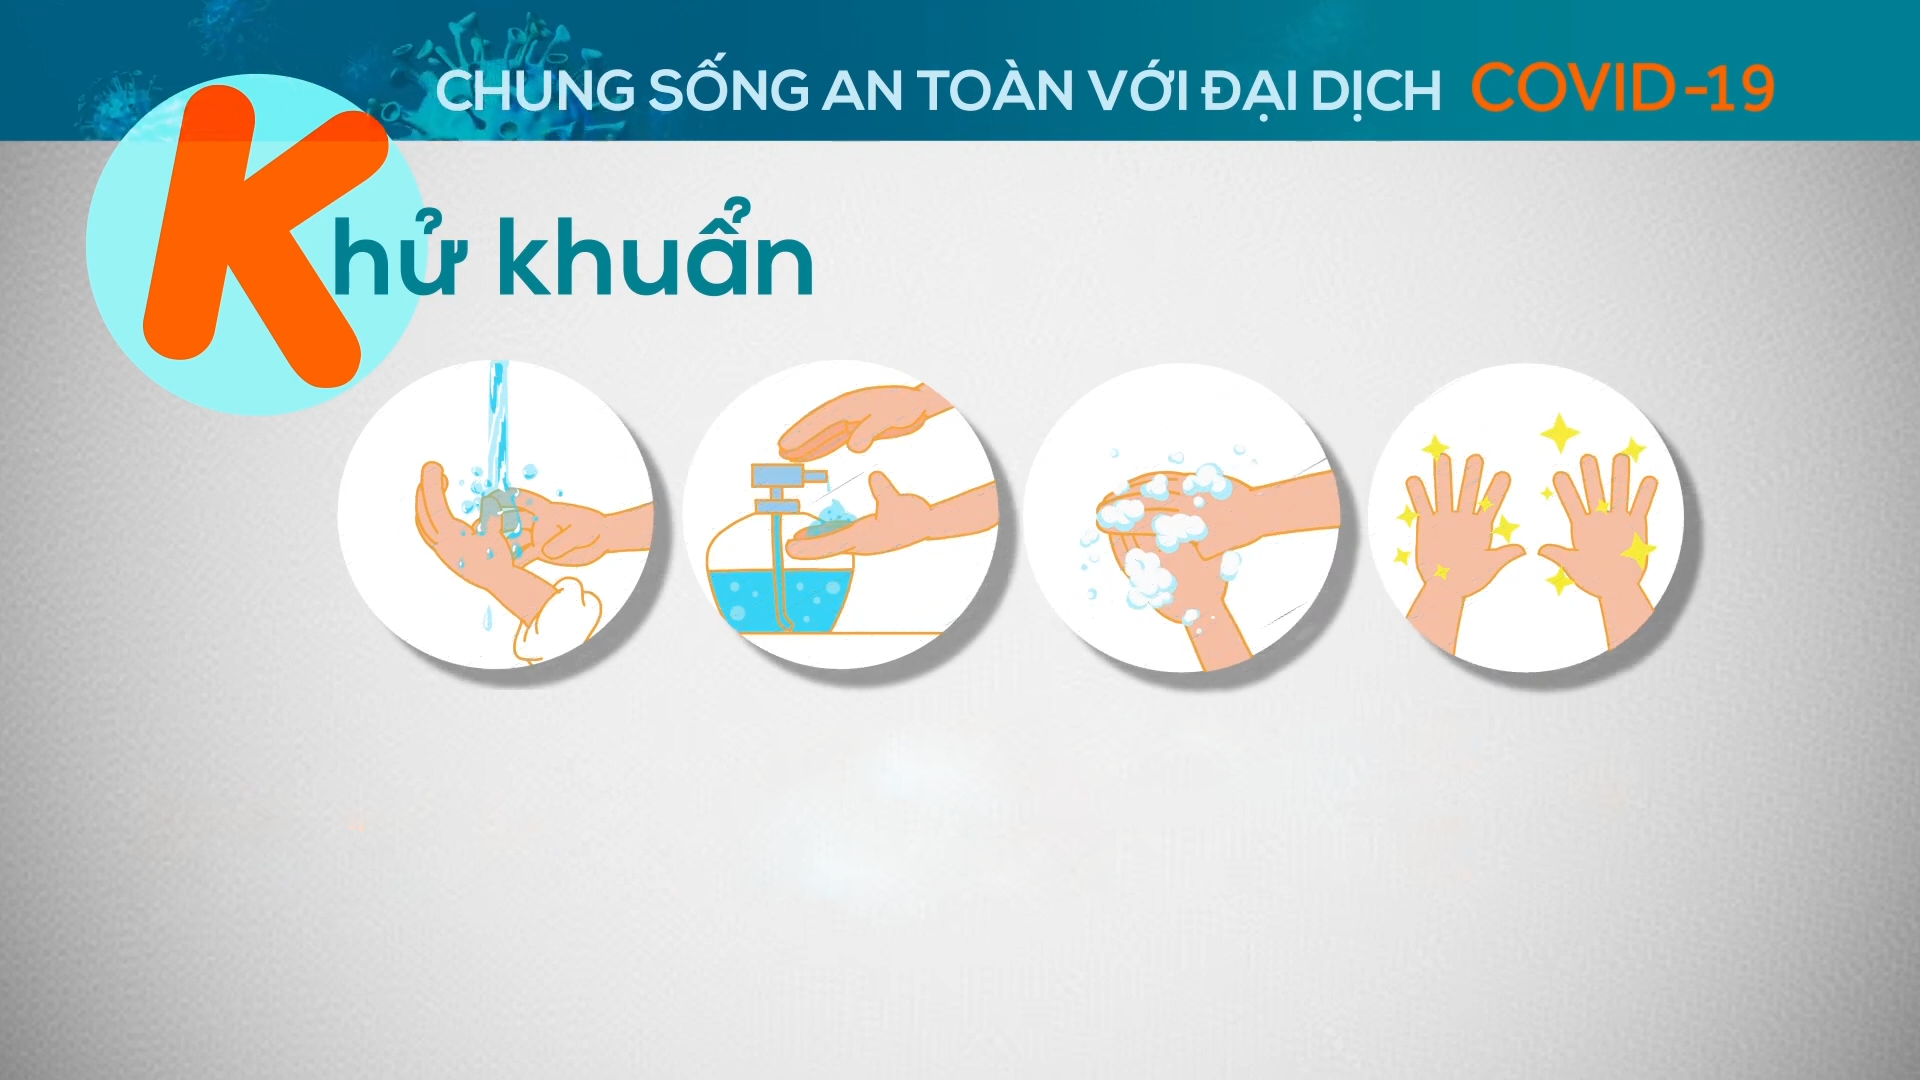 CHUNG SỐNG AN TOÀN VỚI ĐẠI DỊCH COVID-19
Khử khuẩn